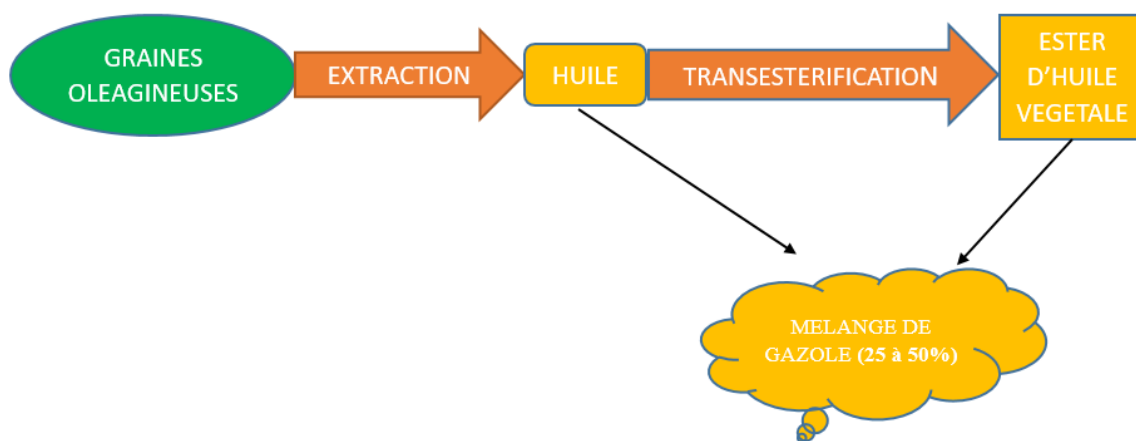 GRAINES
OLEAGINEUSES
EXTRACTION
HUILE
TRANSESTERIFICATION
ESTER
D'HUILE
VEGETALE
MELANGE DE
GAZOLE (25 à 50%)